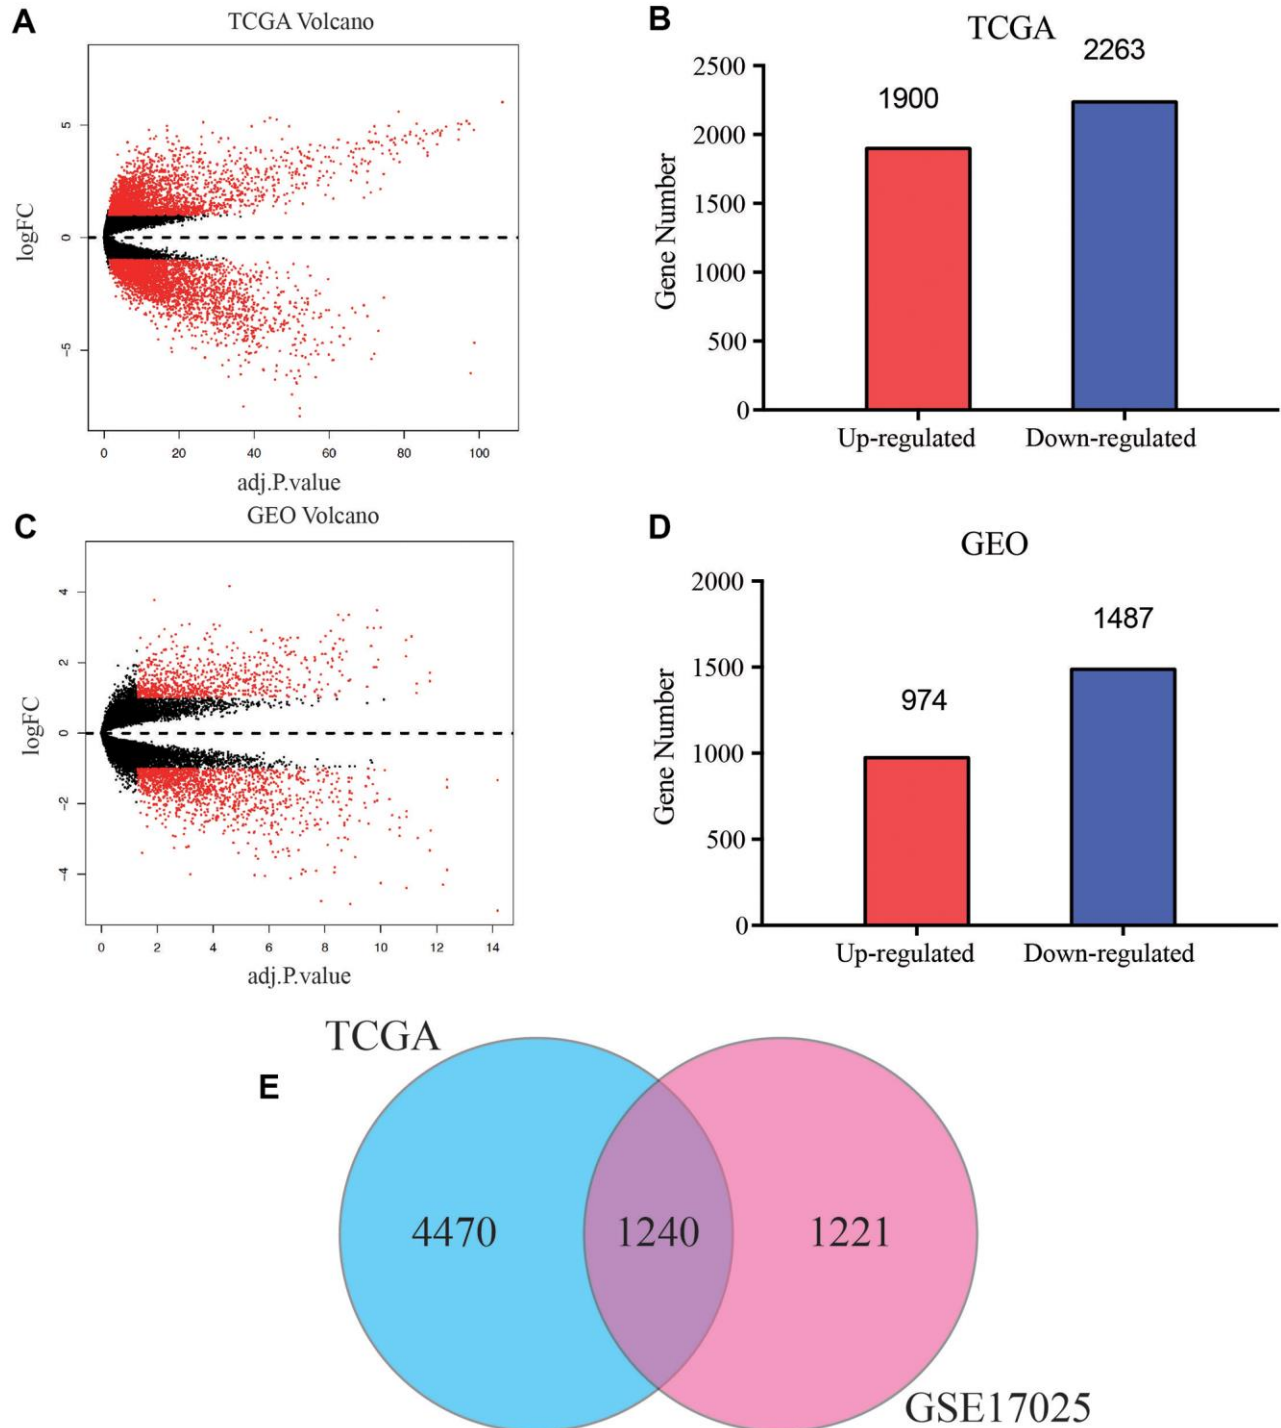 A
TCGA Volcano
logFC
5
0
-5
0 20 40 60 80 100
adj.P.value
B
TCGA
Gene Number
2500
2000
1500
1000
500
0
1900
2263
Up-regulated Down-regulated
C
GEO Volcano
logFC
4
2
0
-2
-4
0 2 4 6 8 10 12 14
adj.P.value
D
GEO
Gene Number
2000
1500
1000
500
0
974
1487
Up-regulated Down-regulated
E
TCGA
4470 1240 1221
GSE17025